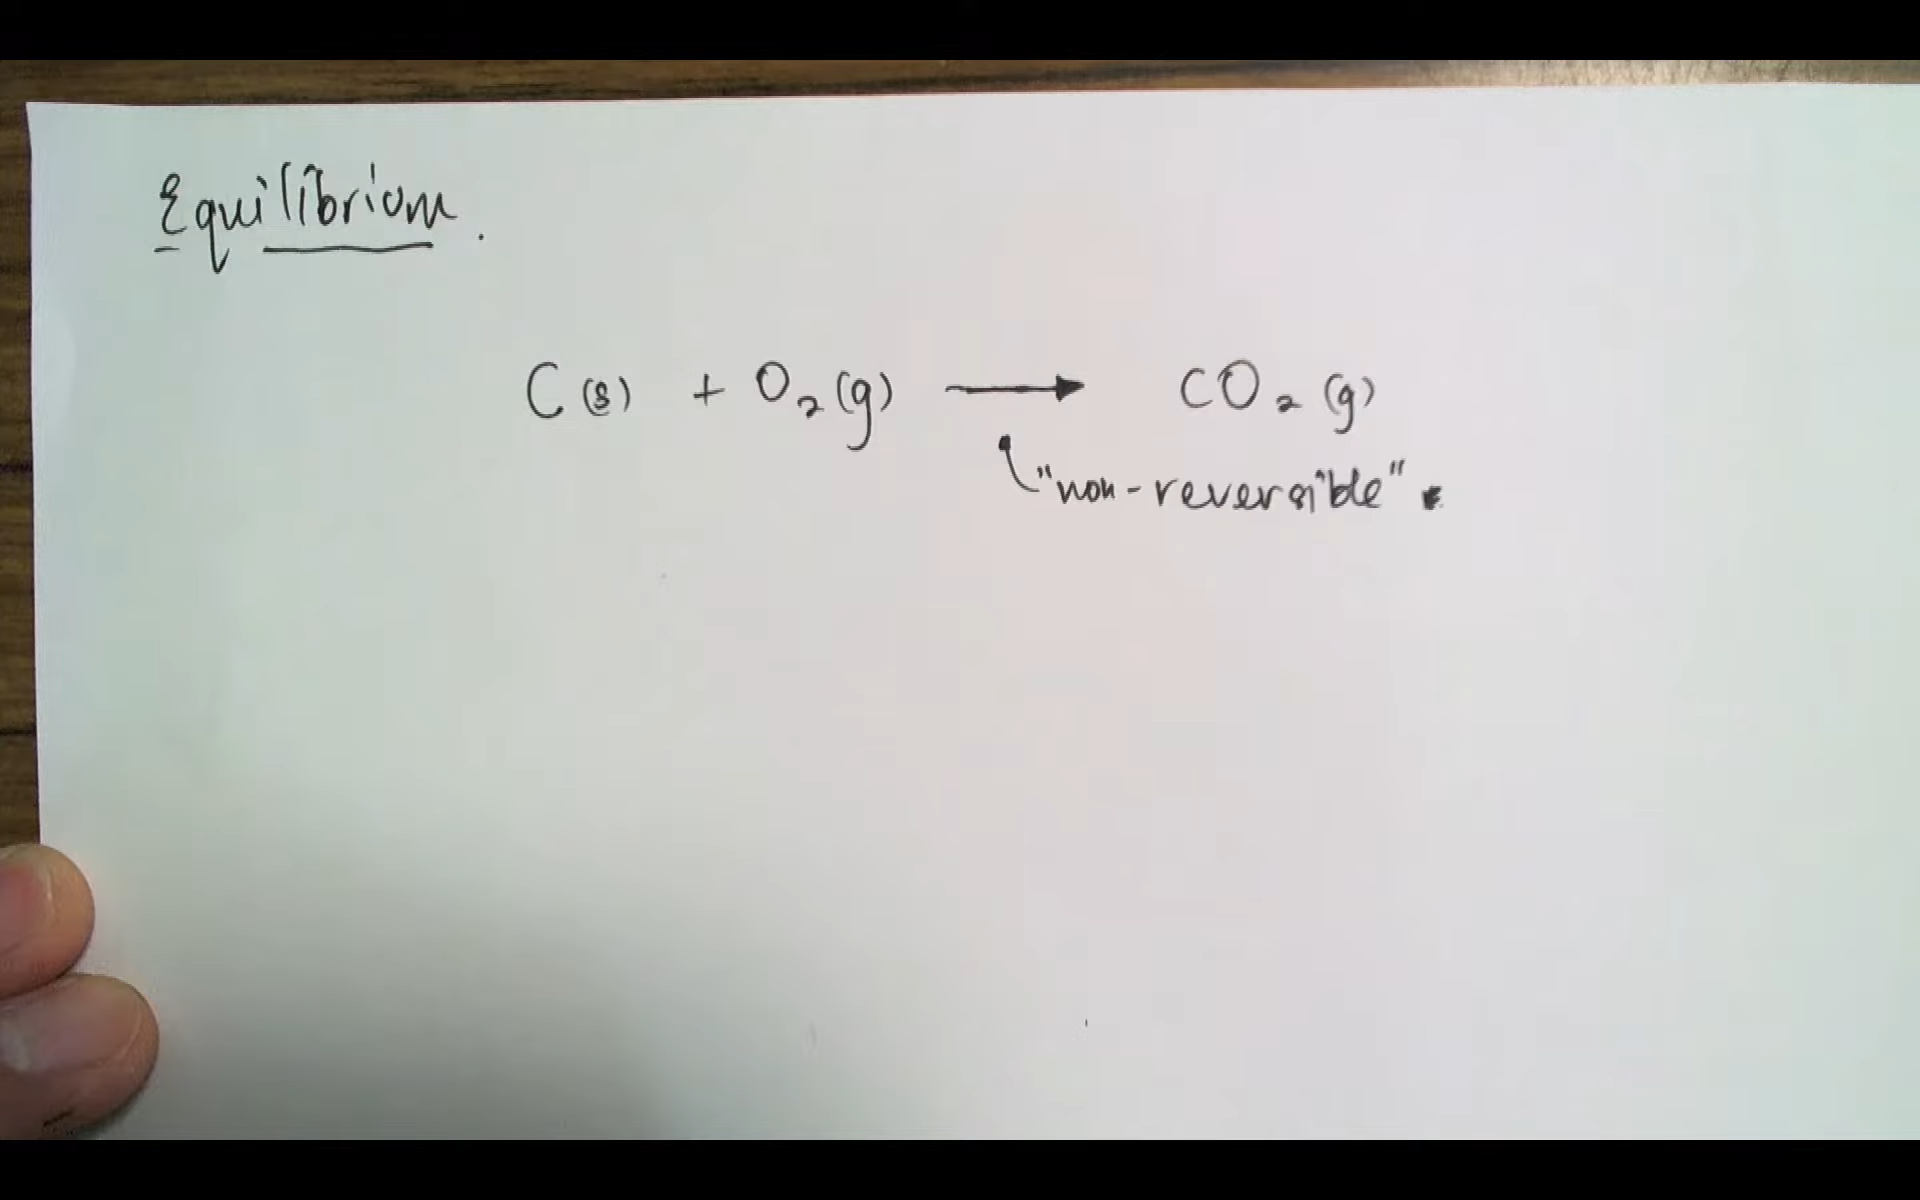 Equilibrium.
C (s) + O₂ (g) ⟶ CO₂ (g)
"non-reversible".